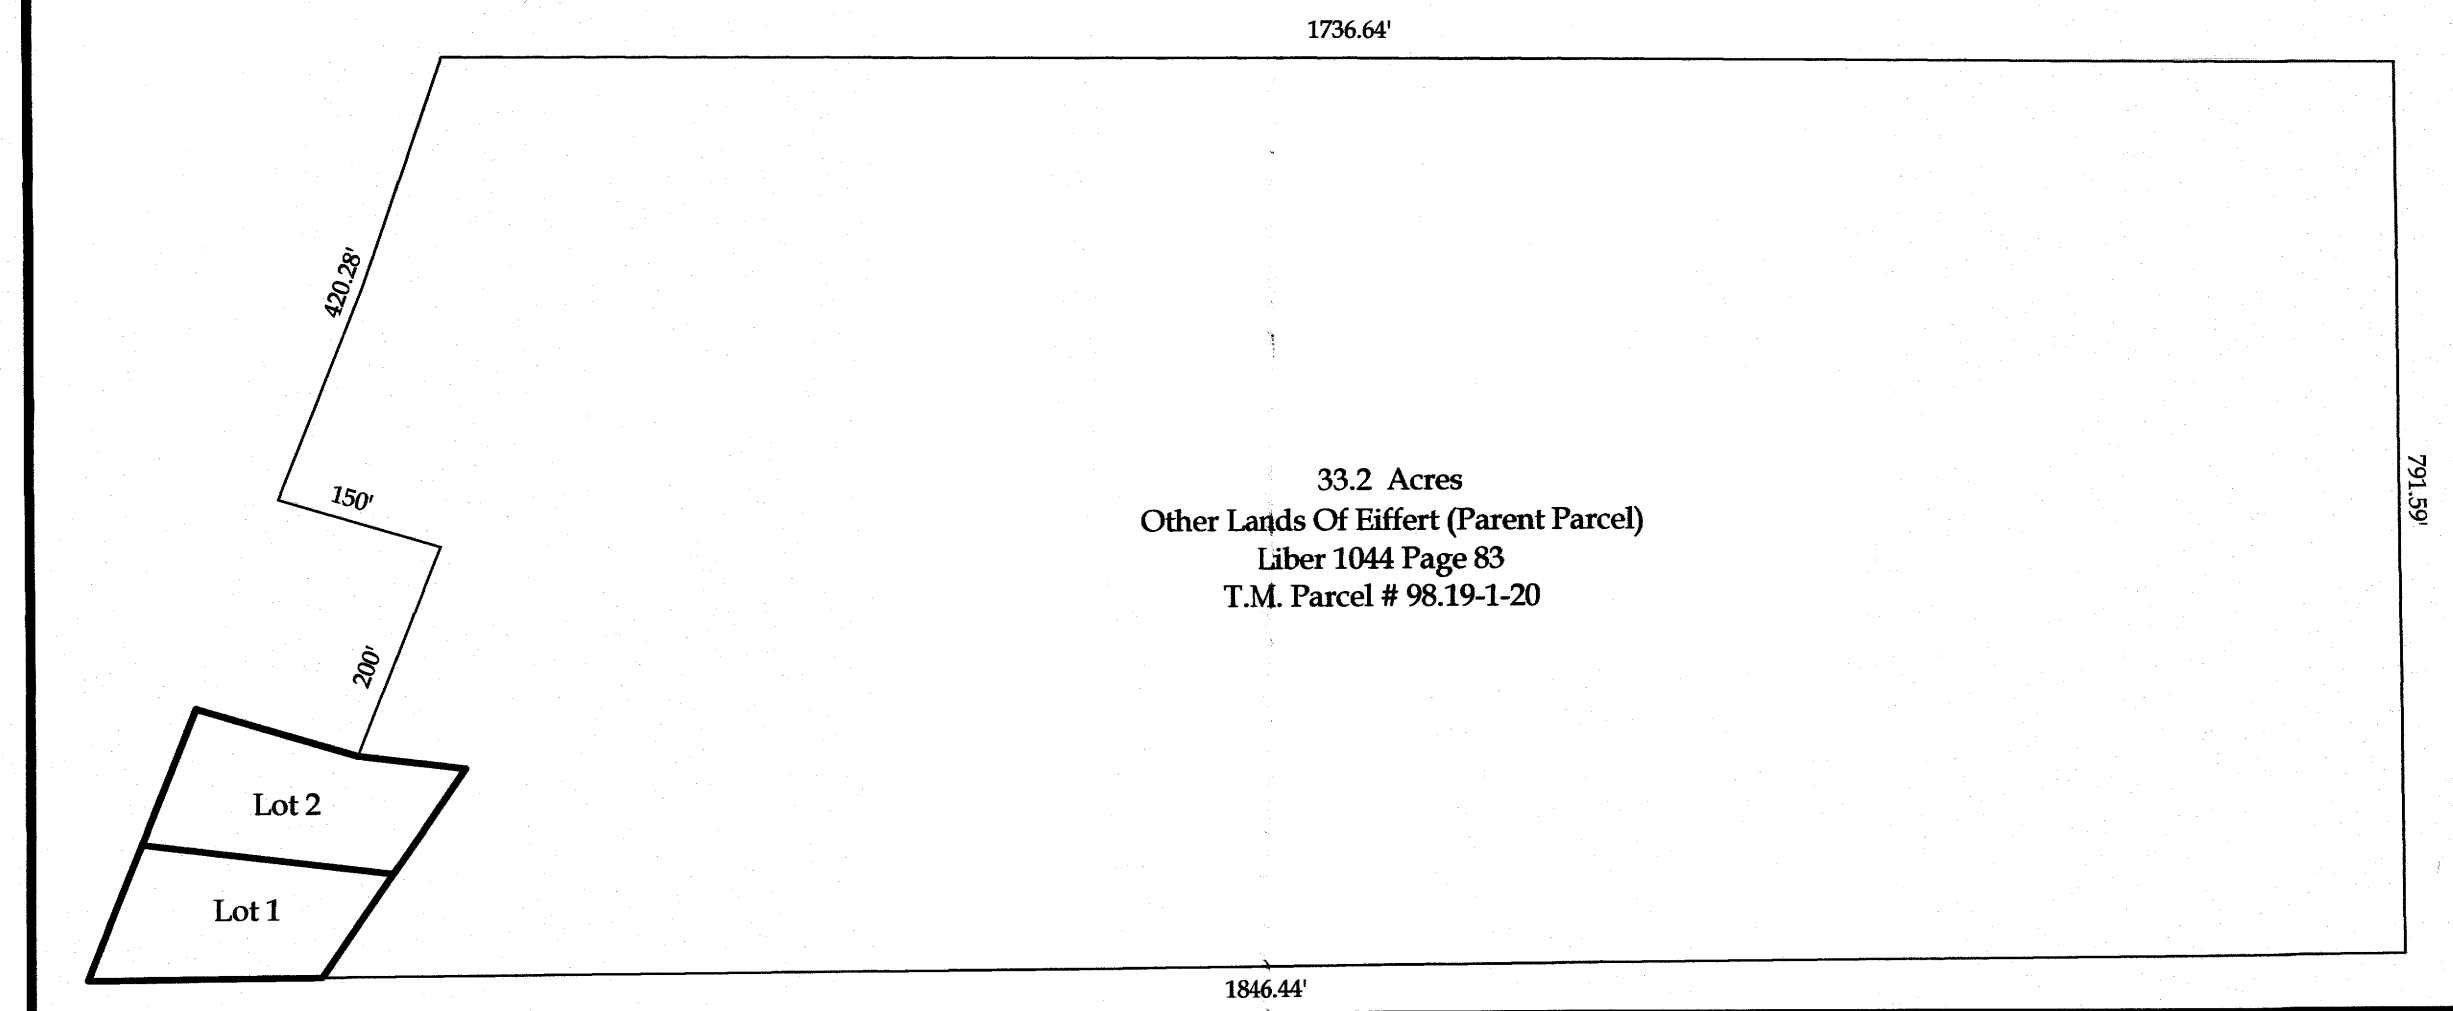 1736.64'
420.28'
150'
33.2 Acres
Other Lands Of Eiffert (Parent Parcel)
Liber 1044 Page 83
T.M. Parcel # 98.19-1-20
791.59'
200'
Lot 2
Lot 1
1846.44'